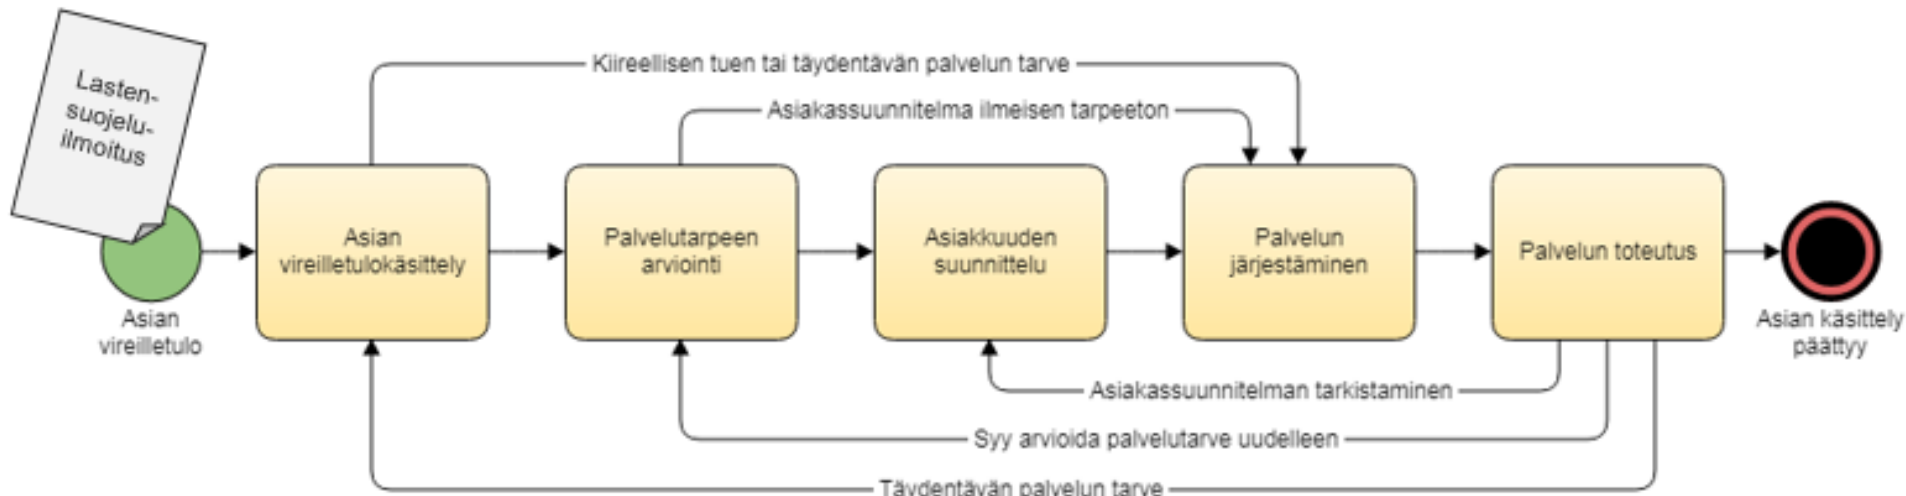 Lasten-
suojelu-
ilmoitus
Kiireellisen tuen tai täydentävän palvelun tarve
Asiakassuunnitelma ilmeisen tarpeeton
Asian
vireilletulo
Asian
vireilletulokäsittely
Palvelutarpeen
arviointi
Asiakkuuden
suunnittelu
Palvelun
järjestäminen
Palvelun toteutus
Asian käsittely
päättyy
Asiakassuunnitelman tarkistaminen
Syy arvioida palvelutarve uudelleen
Täydentävän palvelun tarve